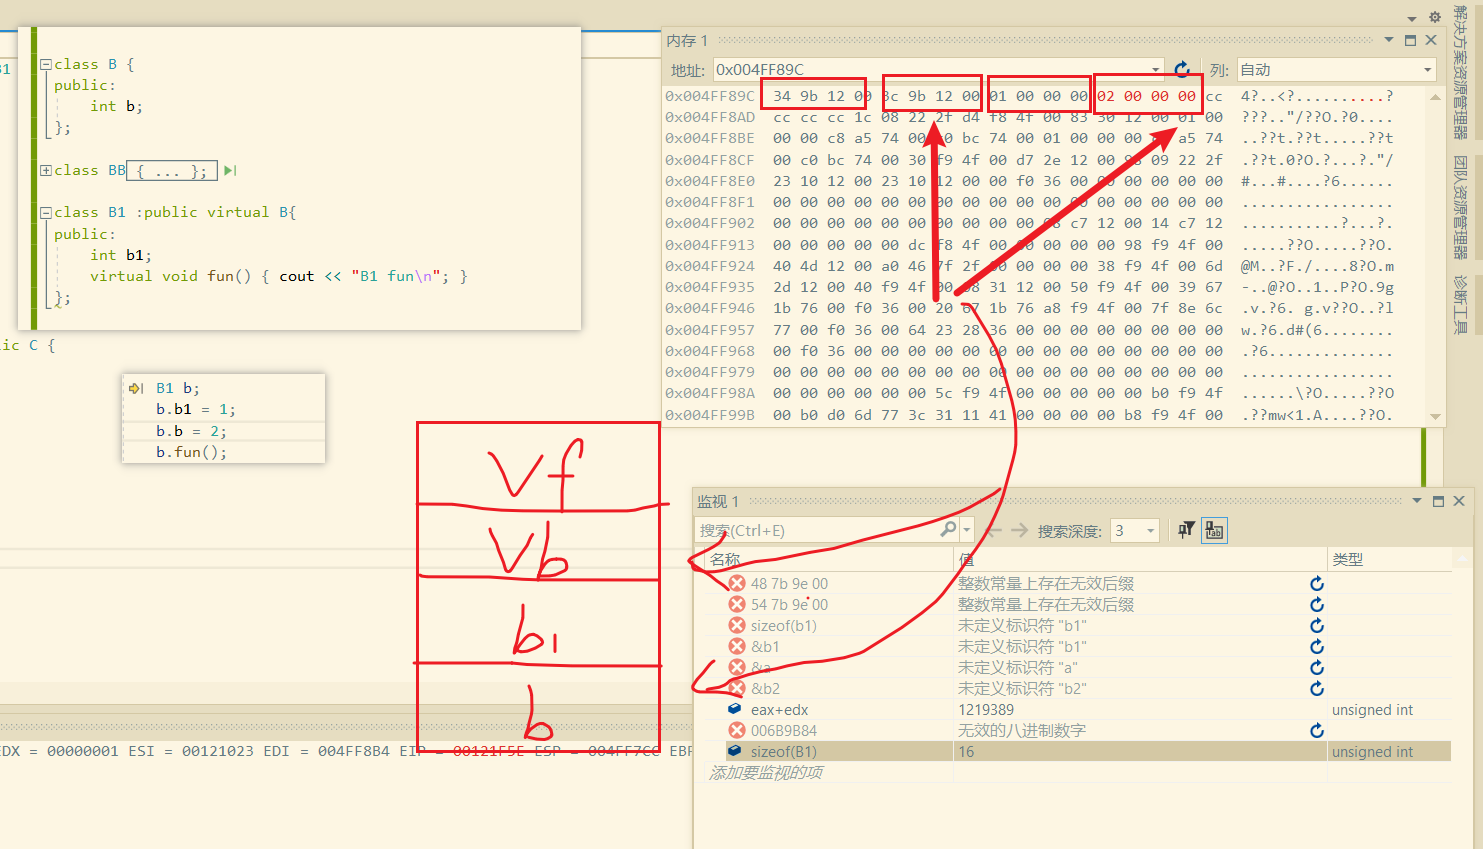 class B {
public:
int b;
};
class BB{ ... };
class B1 :public virtual B{
public:
int b1;
virtual void fun() { cout << "B1 fun\n"; }
};
B1
lic C {
B1 b;
b.b1 = 1;
b.b = 2;
b.fun();
Vf
Vb
b1
b
内存 1
地址: 0x004FF89C
列: 自动
0x004FF89C 34 9b 12 00 3c 9b 12 00 01 00 00 00 02 00 00 00 cc 4?..<?..........?
0x004FF8AD cc cc cc 1c 08 22 2f d4 f8 4f 00 83 30 12 00 01 00 ???.."/??O.?0....
0x004FF8BE 00 00 c8 a5 74 00 bc 74 00 01 00 00 00 a5 74 ..??t.??t.....??t
0x004FF8CF 00 c0 bc 74 00 30 f9 4f 00 d7 2e 12 00 98 09 22 2f .??t.0?O.?...?."/
0x004FF8E0 23 10 12 00 23 10 12 00 00 f0 36 00 00 00 00 00 00 #...#....?6......
0x004FF8F1 00 00 00 00 00 00 00 00 00 00 00 00 00 00 00 00 00 .................
0x004FF902 00 00 00 00 00 00 00 00 00 00 98 c7 12 00 14 c7 12 ...........?...?.
0x004FF913 00 00 00 00 00 dc f8 4f 00 00 00 00 00 98 f9 4f 00 .....??O.....??O.
0x004FF924 40 4d 12 00 a0 46 7f 2f 00 00 00 00 38 f9 4f 00 6d @M..?F./....8?O.m
0x004FF935 2d 12 00 40 f9 4f 00 31 12 00 50 f9 4f 00 39 67 -..@?O..1..P?O.9g
0x004FF946 1b 76 00 f0 36 00 20 67 1b 76 a8 f9 4f 00 7f 8e 6c .v.?6. g.v??O..?l
0x004FF957 77 00 f0 36 00 64 23 28 36 00 00 00 00 00 00 00 00 w.?6.d#(6........
0x004FF968 00 f0 36 00 00 00 00 00 00 00 00 00 00 00 00 00 00 .?6..............
0x004FF979 00 00 00 00 00 00 00 00 00 00 00 00 00 00 00 00 00 .................
0x004FF98A 00 00 00 00 00 00 5c f9 4f 00 00 00 00 00 b0 f9 4f ......\?O.....??O
0x004FF99B 00 b0 d0 6d 77 3c 31 11 41 00 00 00 00 b8 f9 4f 00 .??mw<1.A....??O.
解决方案资源管理器
团队资源管理器
诊断工具
监视 1
搜索(Ctrl+E)
搜索深度: 3
名称 值 类型
48 7b 9e 00 整数常量上存在无效后缀
54 7b 9e 00 整数常量上存在无效后缀
sizeof(b1) 未定义标识符 "b1"
&b1 未定义标识符 "b1"
&a 未定义标识符 "a"
&b2 未定义标识符 "b2"
eax+edx 1219389 unsigned int
006B9B84 无效的八进制数字
sizeof(B1) 16 unsigned int
添加要监视的项
EDX = 00000001 ESI = 00121023 EDI = 004FF8B4 EIP = 00121F5E ESP = 004FF7CC EBP